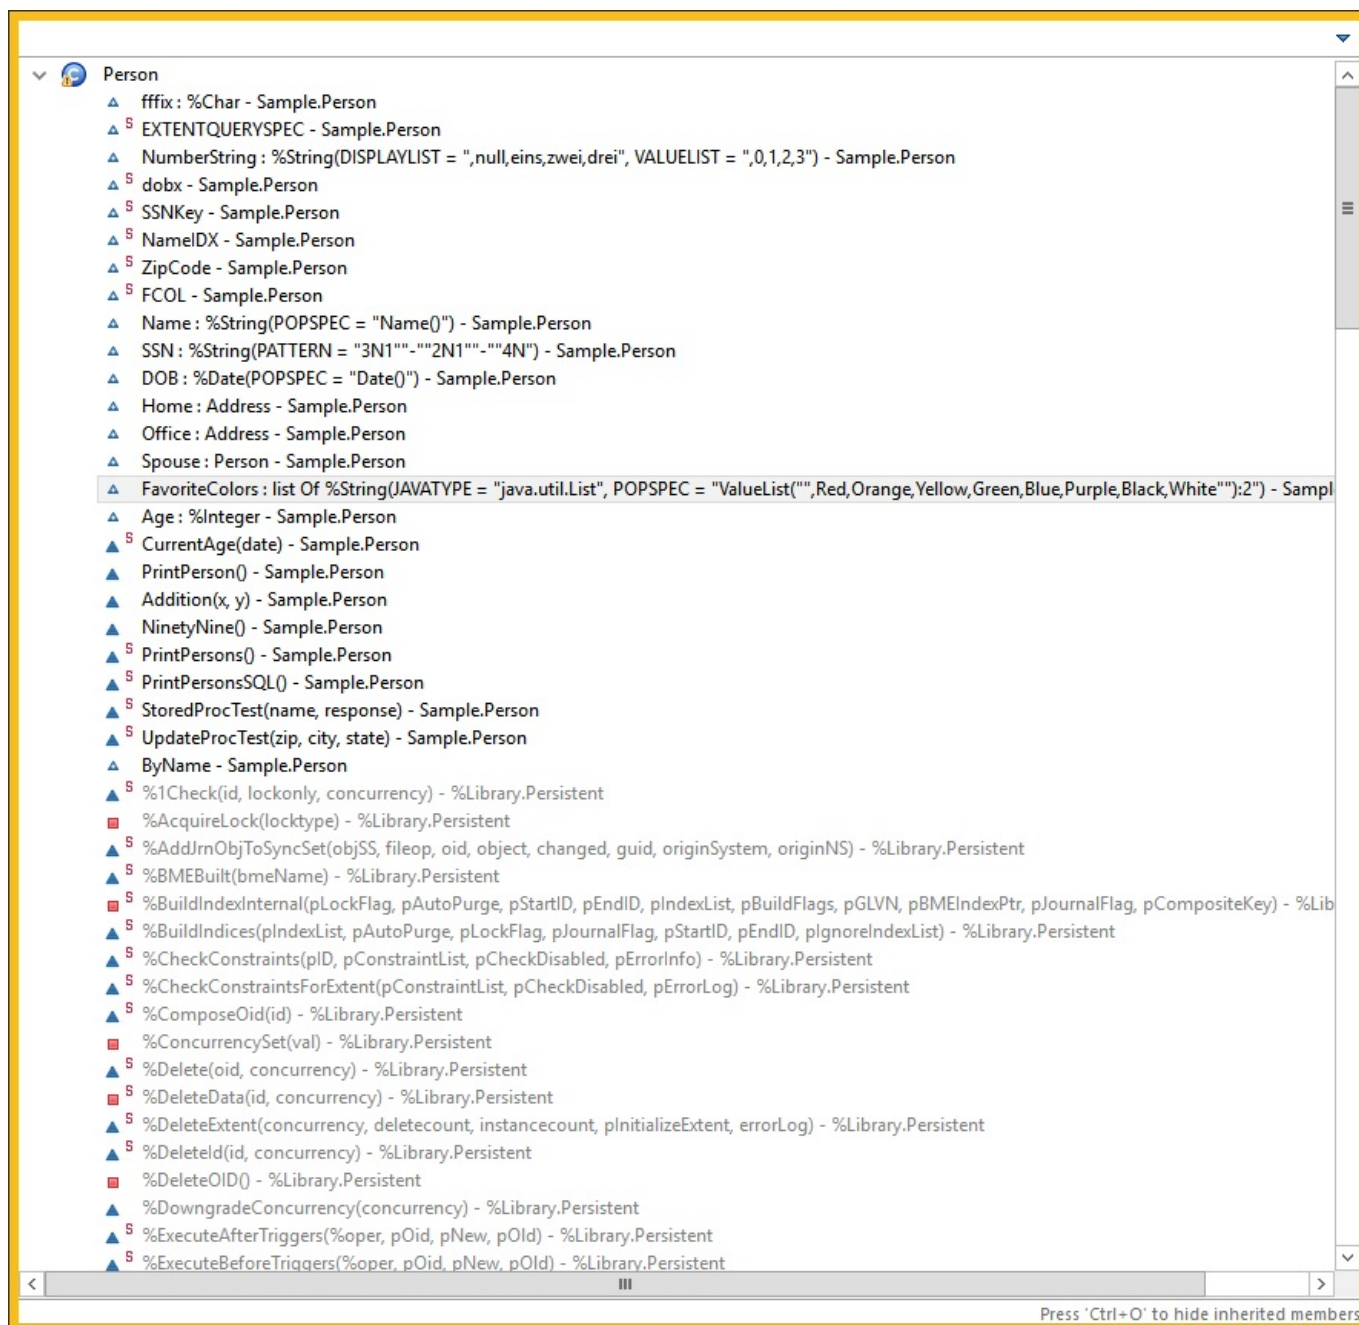 Person
fffix : %Char - Sample.Person
S EXTENTQUERYSPEC - Sample.Person
NumberString : %String(DISPLAYLIST = ",null,eins,zwei,drei", VALUELIST = ",0,1,2,3") - Sample.Person
S dobx - Sample.Person
S SSNKey - Sample.Person
S NameIDX - Sample.Person
S ZipCode - Sample.Person
S FCOL - Sample.Person
Name : %String(POPSPEC = "Name()") - Sample.Person
SSN : %String(PATTERN = "3N1""-""2N1""-""4N") - Sample.Person
DOB : %Date(POPSPEC = "Date()") - Sample.Person
Home : Address - Sample.Person
Office : Address - Sample.Person
Spouse : Person - Sample.Person
FavoriteColors : list Of %String(JAVATYPE = "java.util.List", POPSPEC = "ValueList("",Red,Orange,Yellow,Green,Blue,Purple,Black,White""):2") - Sampl
Age : %Integer - Sample.Person
S CurrentAge(date) - Sample.Person
PrintPerson() - Sample.Person
Addition(x, y) - Sample.Person
NinetyNine() - Sample.Person
S PrintPersons() - Sample.Person
S PrintPersonsSQL() - Sample.Person
S StoredProcTest(name, response) - Sample.Person
S UpdateProcTest(zip, city, state) - Sample.Person
ByName - Sample.Person
S %1Check(id, lockonly, concurrency) - %Library.Persistent
%AcquireLock(locktype) - %Library.Persistent
S %AddJrnObjToSyncSet(objSS, fileop, oid, object, changed, guid, originSystem, originNS) - %Library.Persistent
S %BMEBuilt(bmeName) - %Library.Persistent
S %BuildIndexInternal(pLockFlag, pAutoPurge, pStartID, pEndID, pIndexList, pBuildFlags, pGLVN, pBMEIndexPtr, pJournalFlag, pCompositeKey) - %Lib
S %BuildIndices(pIndexList, pAutoPurge, pLockFlag, pJournalFlag, pStartID, pEndID, pIgnoreIndexList) - %Library.Persistent
S %CheckConstraints(pID, pConstraintList, pCheckDisabled, pErrorInfo) - %Library.Persistent
S %CheckConstraintsForExtent(pConstraintList, pCheckDisabled, pErrorLog) - %Library.Persistent
S %ComposeOid(id) - %Library.Persistent
%ConcurrencySet(val) - %Library.Persistent
S %Delete(oid, concurrency) - %Library.Persistent
S %DeleteData(id, concurrency) - %Library.Persistent
S %DeleteExtent(concurrency, deletecount, instancecount, pInitializeExtent, errorLog) - %Library.Persistent
S %DeleteId(id, concurrency) - %Library.Persistent
%DeleteOID() - %Library.Persistent
%DowngradeConcurrency(concurrency) - %Library.Persistent
S %ExecuteAfterTriggers(%oper, pOid, pNew, pOld) - %Library.Persistent
S %ExecuteBeforeTriggers(%oper, pOid, pNew, pOld) - %Library.Persistent
Press 'Ctrl+O' to hide inherited members